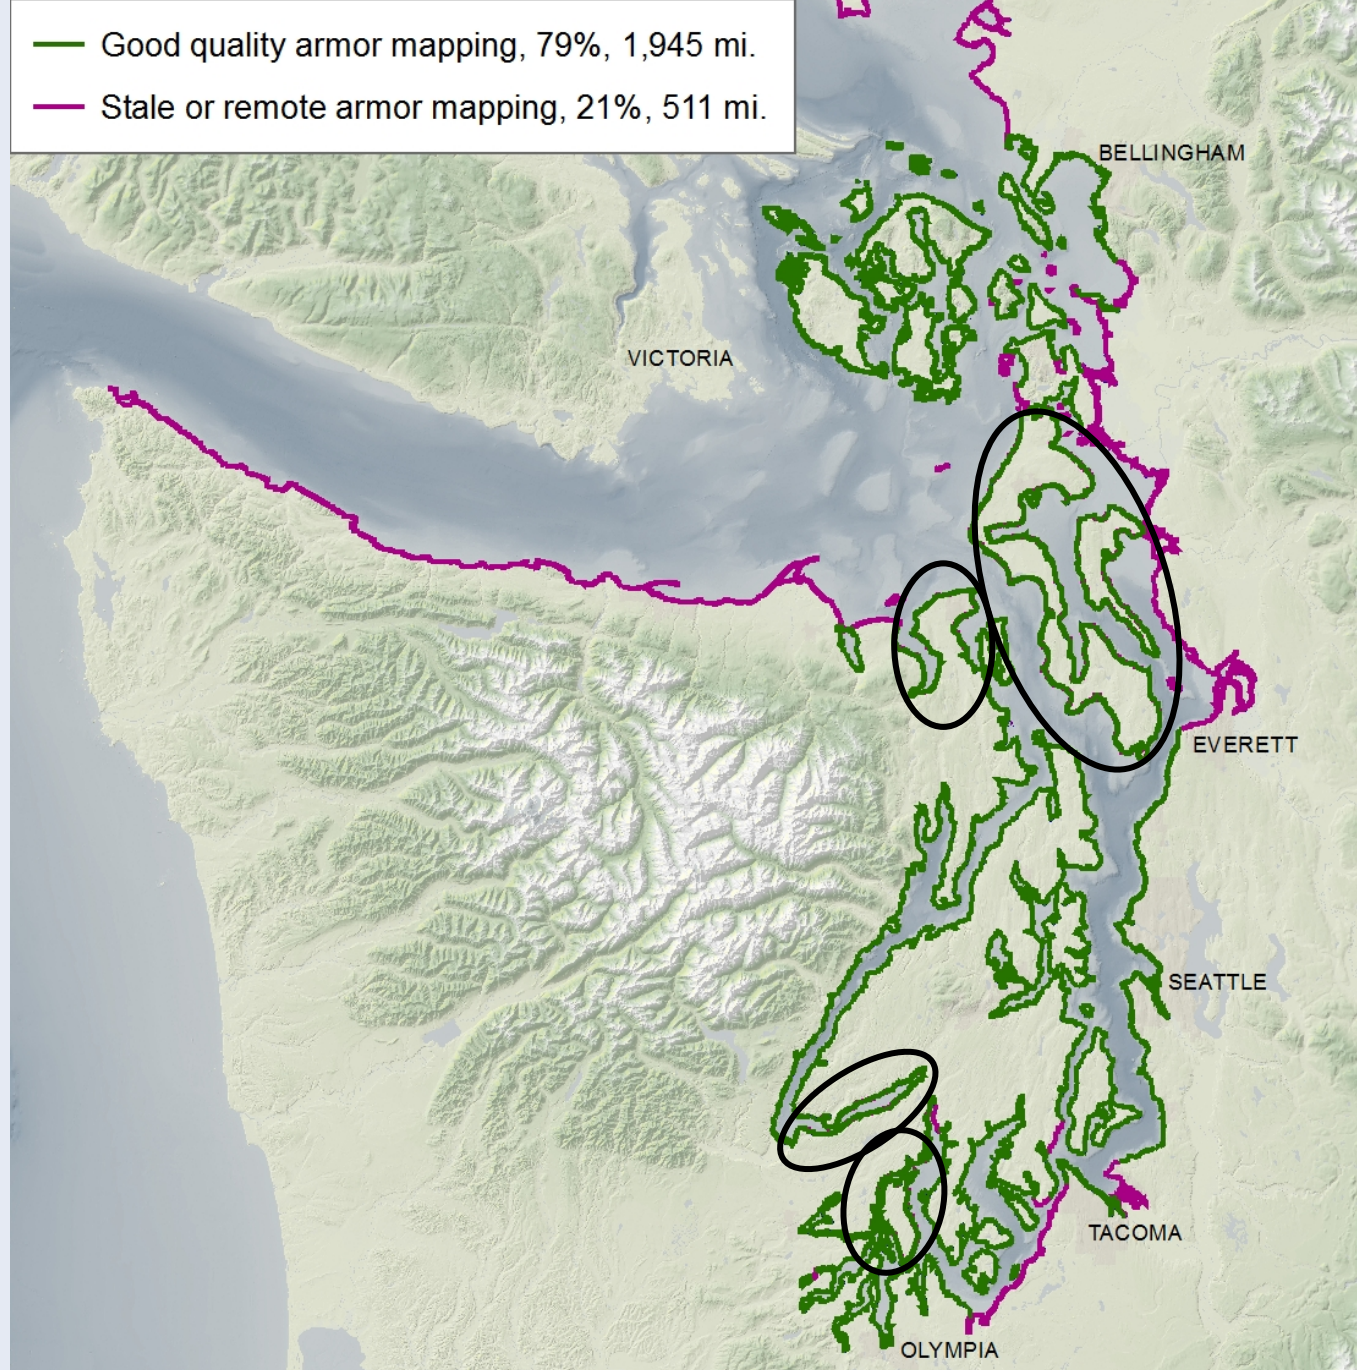 Good quality armor mapping, 79%, 1,945 mi.
Stale or remote armor mapping, 21%, 511 mi.
BELLINGHAM
VICTORIA
EVERETT
SEATTLE
TACOMA
OLYMPIA